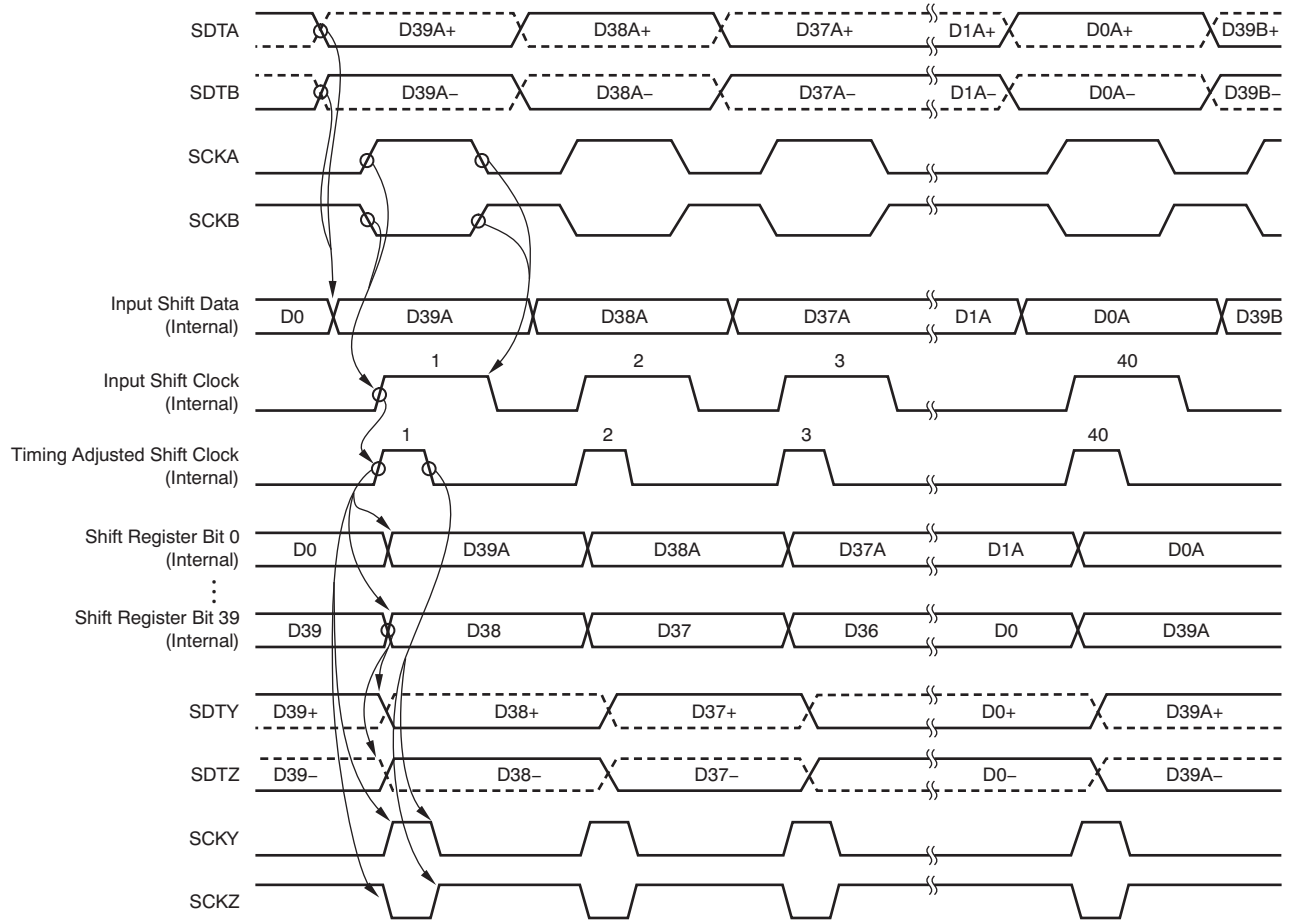 SDTA D39A+ D38A+ D37A+ D1A+ D0A+ D39B+
SDTB D39A− D38A− D37A− D1A− D0A− D39B−
SCKA
SCKB
Input Shift Data
(Internal)
D0 D39A D38A D37A D1A D0A D39B
1 2 3 40
Input Shift Clock
(Internal)
1 2 3 40
Timing Adjusted Shift Clock
(Internal)
Shift Register Bit 0
(Internal)
D0 D39A D38A D37A D1A D0A
Shift Register Bit 39
(Internal)
D39 D38 D37 D36 D0 D39A
SDTY D39+ D38+ D37+ D0+ D39A+
SDTZ D39− D38− D37− D0− D39A−
SCKY
SCKZ